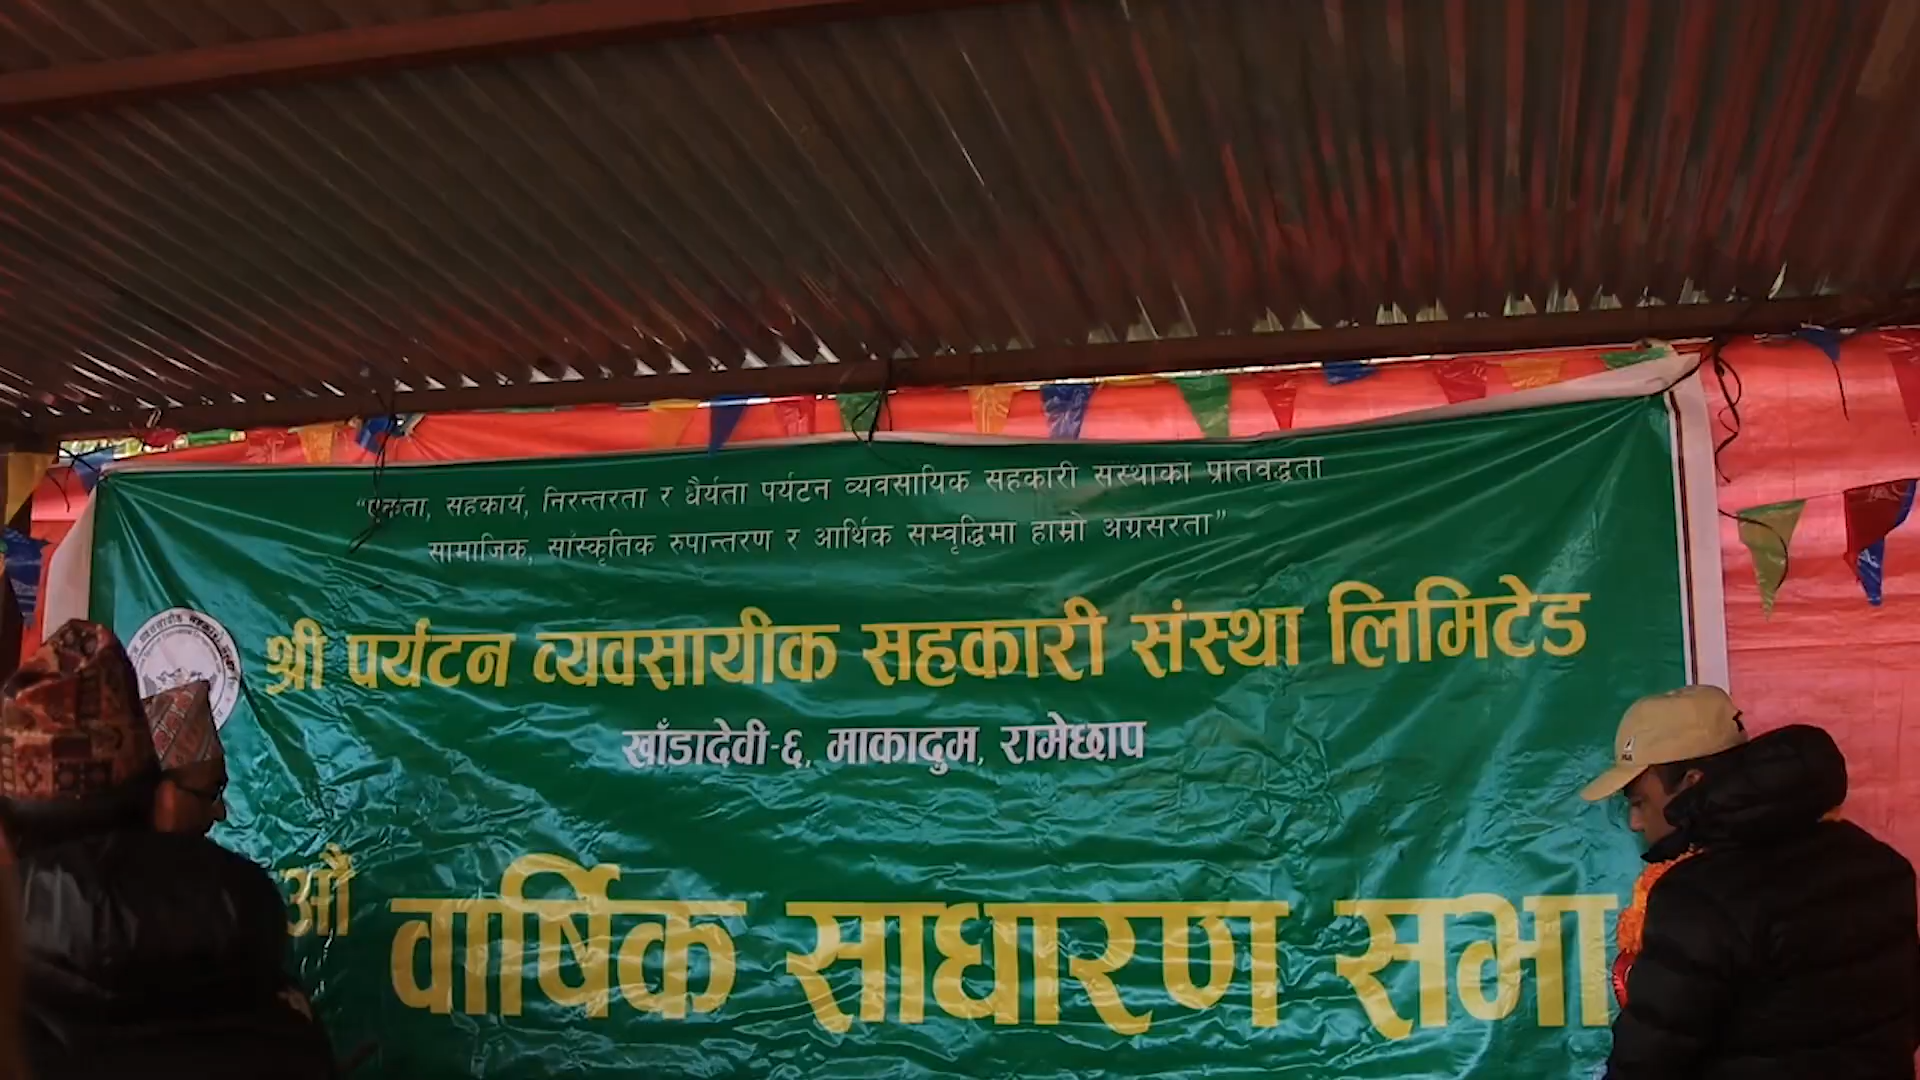 “एकता, सहकार्य, निरन्तरता र धैर्यता पर्यटन व्यवसायिक सहकारी संस्थाका प्रतिवद्धता
सामाजिक, सांस्कृतिक रुपान्तरण र आर्थिक सम्वृद्धिमा हाम्रो अग्रसरता”
श्री पर्यटन व्यवसायीक सहकारी संस्था लिमिटेड
खाँडादेवी-६, माकादुम, रामेछाप
औं वार्षिक साधारण सभा